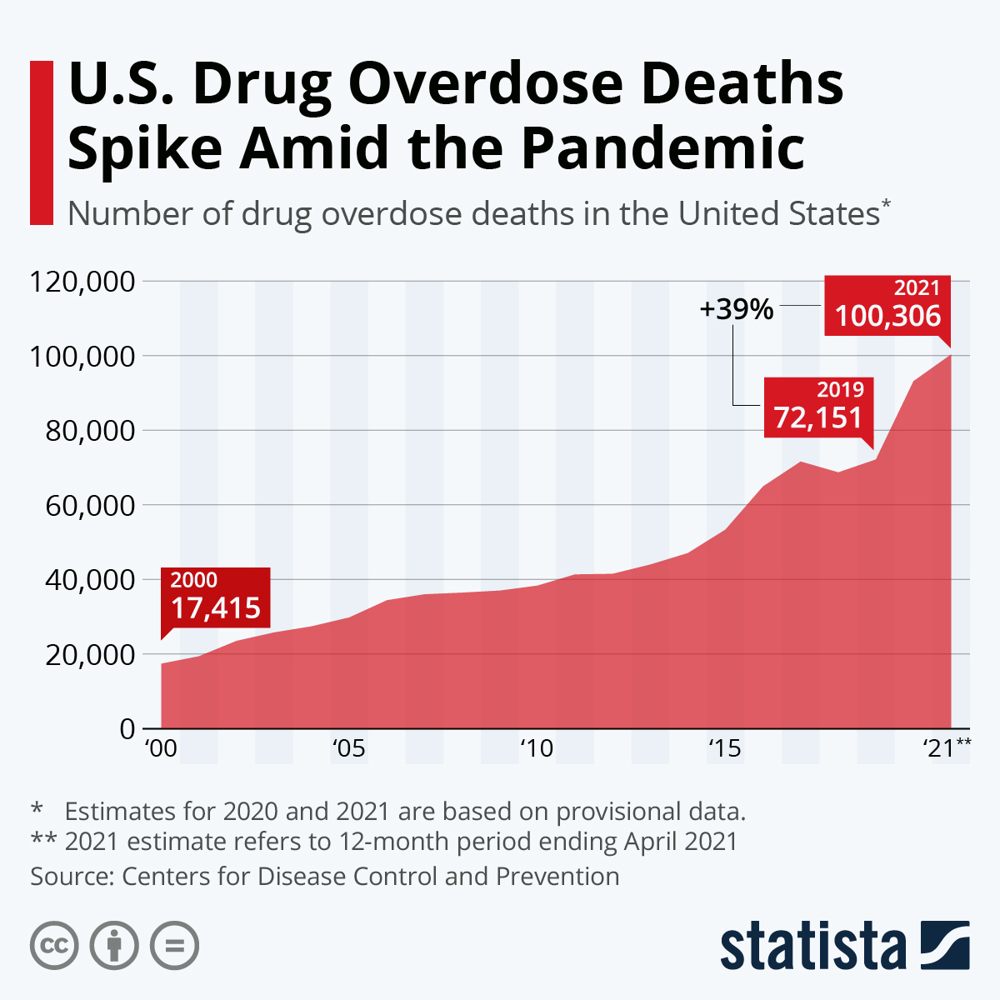 U.S. Drug Overdose Deaths
Spike Amid the Pandemic
Number of drug overdose deaths in the United States*
120,000
100,000
80,000
60,000
40,000
20,000
0
+39%
2021
100,306
2019
72,151
2000
17,415
‘00
‘05
‘10
‘15
‘21**
* Estimates for 2020 and 2021 are based on provisional data.
** 2021 estimate refers to 12-month period ending April 2021
Source: Centers for Disease Control and Prevention
cc
=
statista